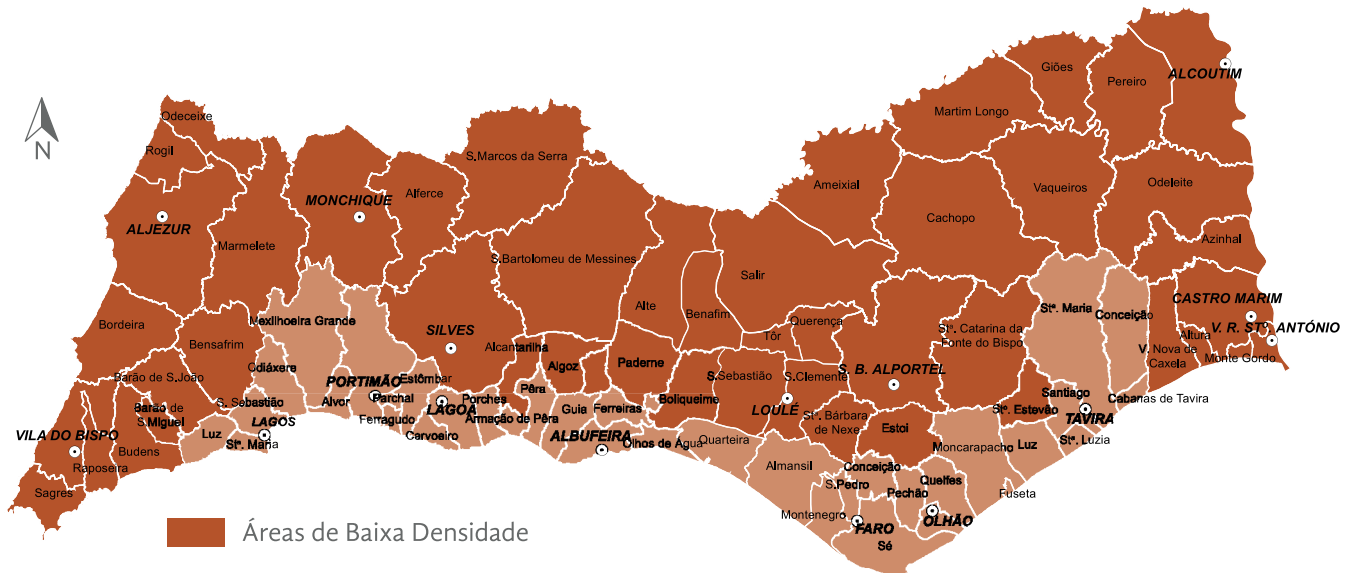 Giões
ALCOUTIM
Pereiro
Martim Longo
Odeceixe
Rogil
N
S.Marcos da Serra
Ameixial
Vaqueiros
Odeleite
Alferce
MONCHIQUE
Cachopo
ALJEZUR
Marmelete
Azinhal
S.Bartolomeu de Messines
Salir
CASTRO MARIM
Alte
Benafim
Stª. Maria
Conceição
Mexilhoeira Grande
Querença
Bordeira
SILVES
Tôr
Stª. Catarina da
Fonte do Bispo
V. R. STº. ANTÓNIO
Altura
Bensafrim
Alcantarilha
V. Nova de
Caxela
Monte Gordo
Odiáxere
Algoz
Paderne
S.Sebastião
S.Clemente
S. B. ALPORTEL
Barão de S.João
PORTIMÃO
Estômbar
Pêra
Santiago
Cabanas de Tavira
S. Sebastião
Alvor
Parchal
LAGOA
Porches
Boliqueime
LOULÉ
Barão de
S.Miguel
Ferragudo
Armação de Pêra
Guia
Ferreiras
Stª. Bárbara
de Nexe
Stº. Estevão
TAVIRA
LAGOS
Estoi
VILA DO BISPO
Luz
Stª. Maria
Carvoeiro
ALBUFEIRA
Olhos de Água
Quarteira
Moncarapacho
Luz
Stª. Luzia
Budens
Raposeira
Almansil
Conceição
Sagres
S.Pedro
Pechão
Quelfes
Fuseta
Montenegro
FARO
OLHÃO
Sé
Áreas de Baixa Densidade